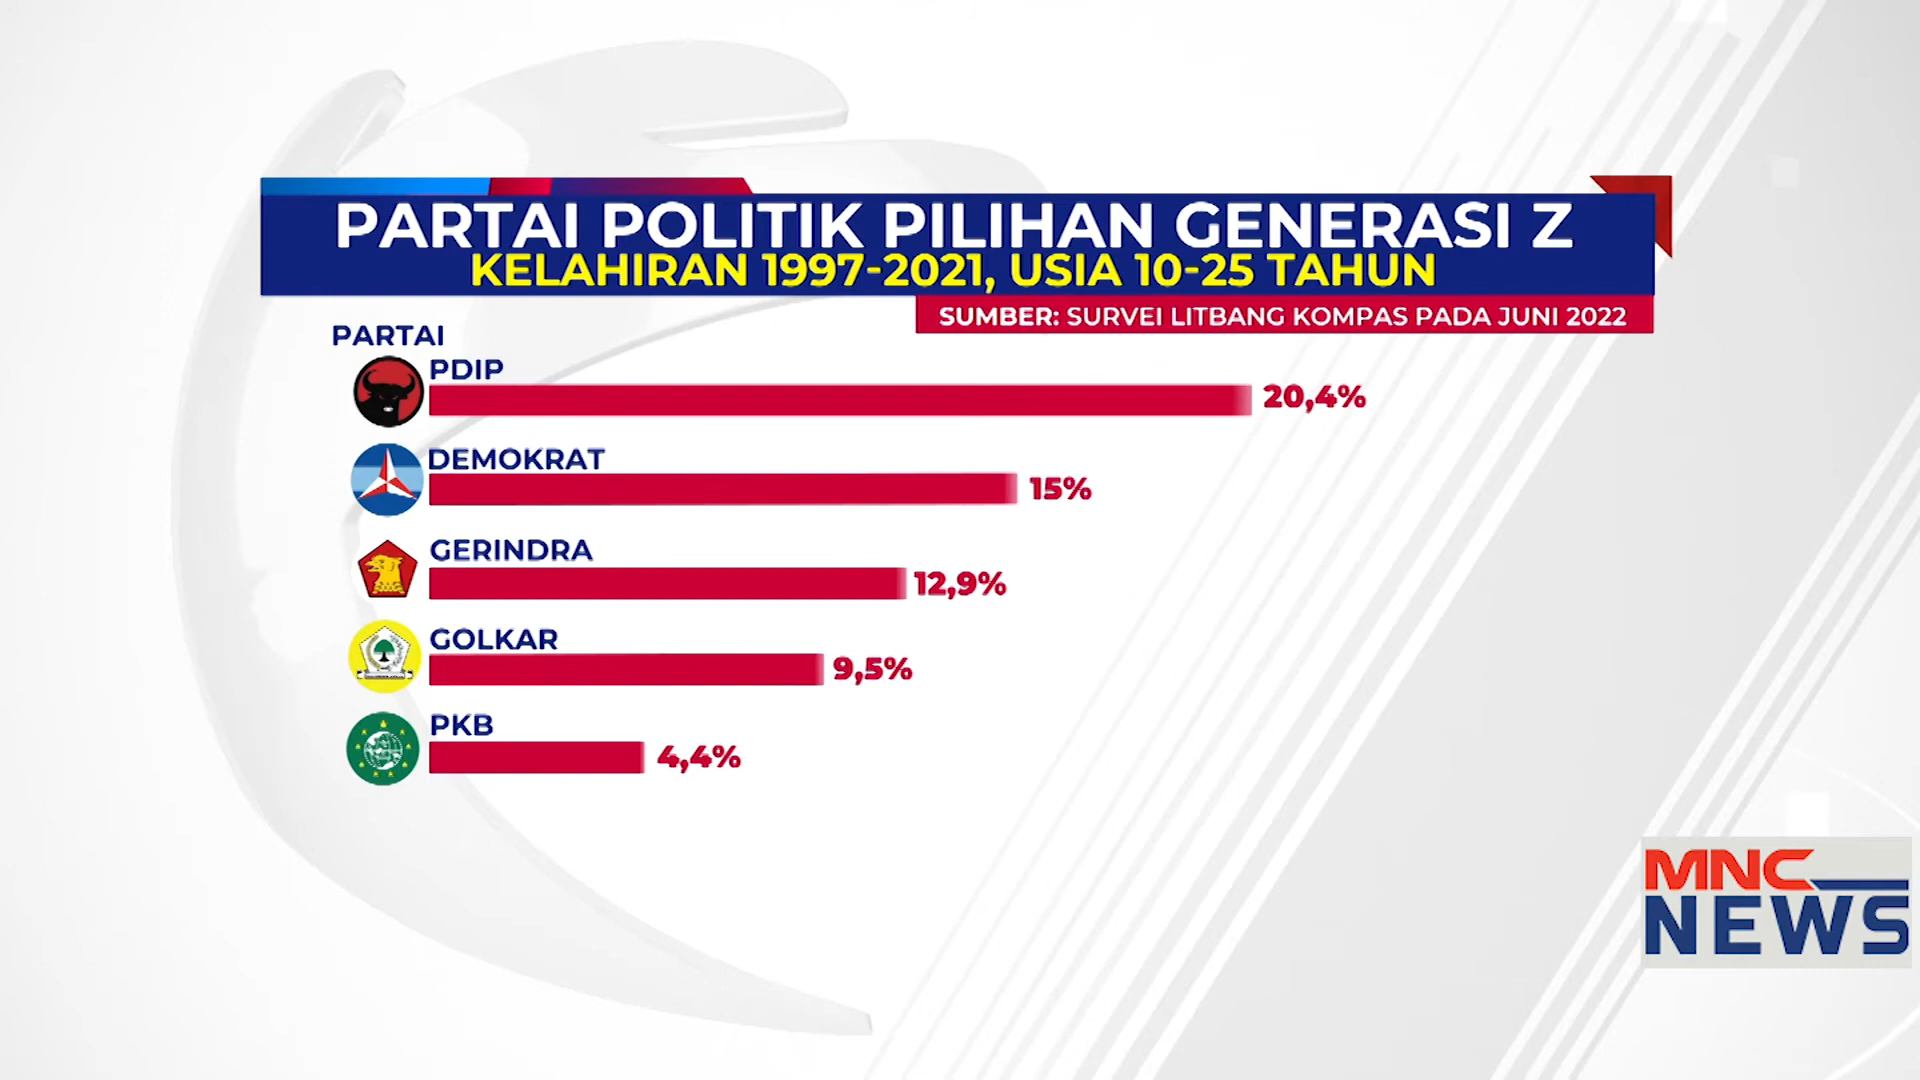 PARTAI POLITIK PILIHAN GENERASI Z
KELAHIRAN 1997-2021, USIA 10-25 TAHUN
SUMBER: SURVEI LITBANG KOMPAS PADA JUNI 2022
PARTAI
PDIP
20,4%
DEMOKRAT
15%
GERINDRA
12,9%
GOLKAR
9,5%
PKB
4,4%
MNC
NEWS